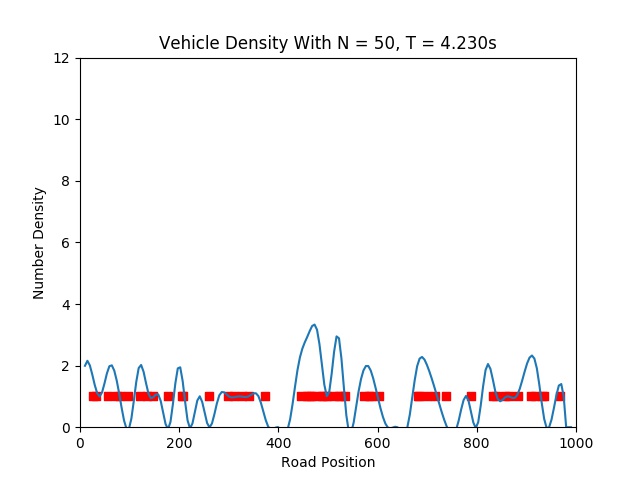 Vehicle Density With N = 50, T = 4.230s
12
10
8
6
4
2
0
Number Density
0 200 400 600 800 1000
Road Position